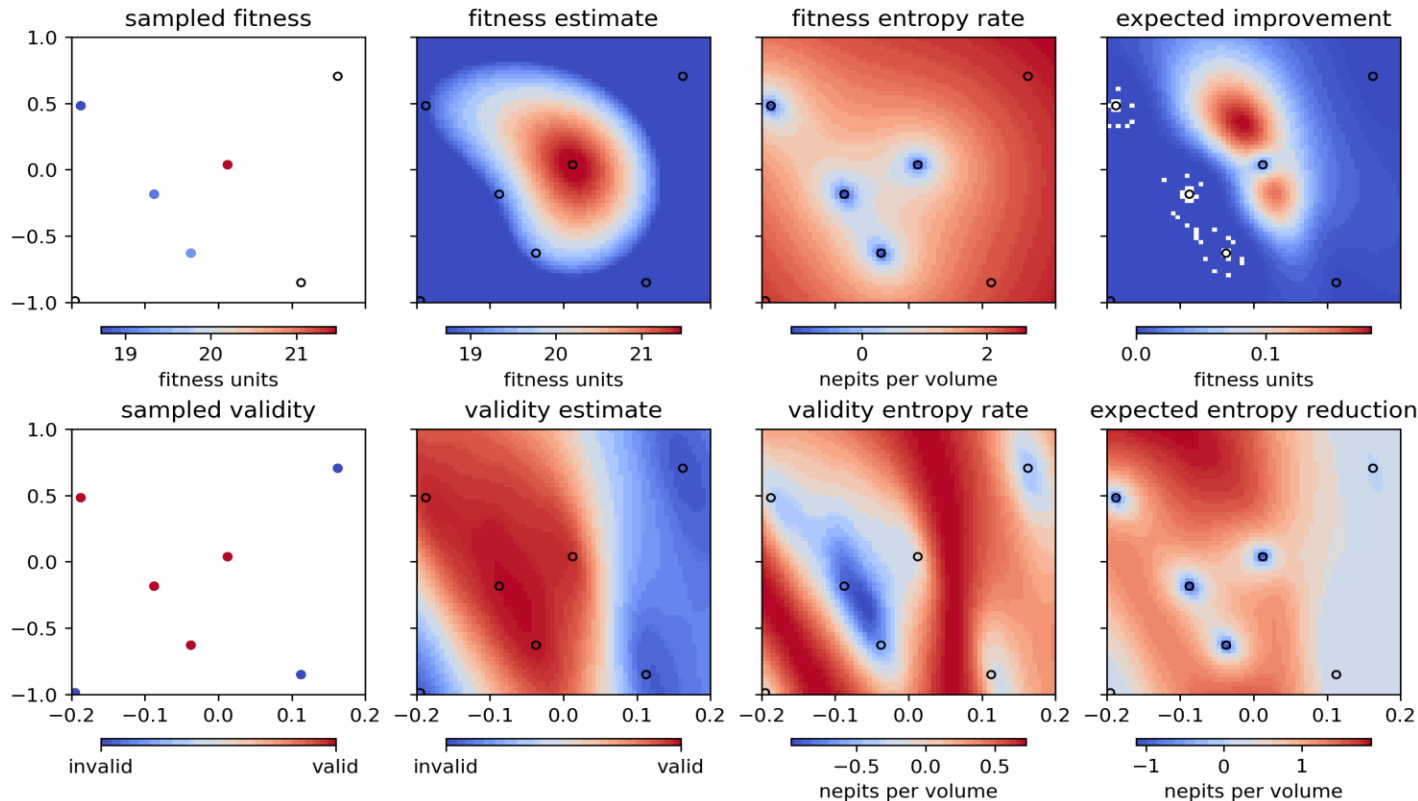 sampled fitness
fitness estimate
fitness entropy rate
expected improvement
1.0
0.5
0.0
−0.5
−1.0
19 20 21
fitness units
19 20 21
fitness units
0 2
nepits per volume
0.0 0.1
fitness units
sampled validity
validity estimate
validity entropy rate
expected entropy reduction
1.0
0.5
0.0
−0.5
−1.0
−0.2 −0.1 0.0 0.1 0.2
−0.2 −0.1 0.0 0.1 0.2
−0.2 −0.1 0.0 0.1 0.2
−0.2 −0.1 0.0 0.1 0.2
invalid valid
invalid valid
−0.5 0.0 0.5
nepits per volume
−1 0 1
nepits per volume